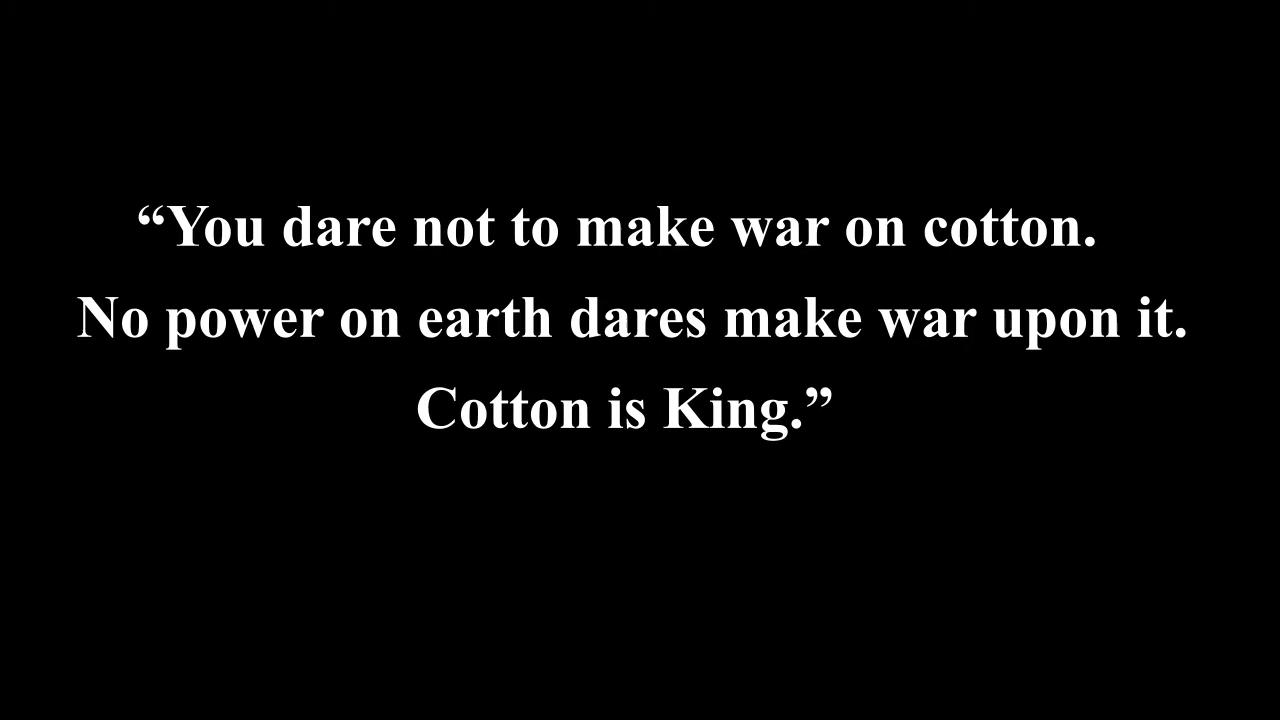 “You dare not to make war on cotton.
No power on earth dares make war upon it.
Cotton is King.”